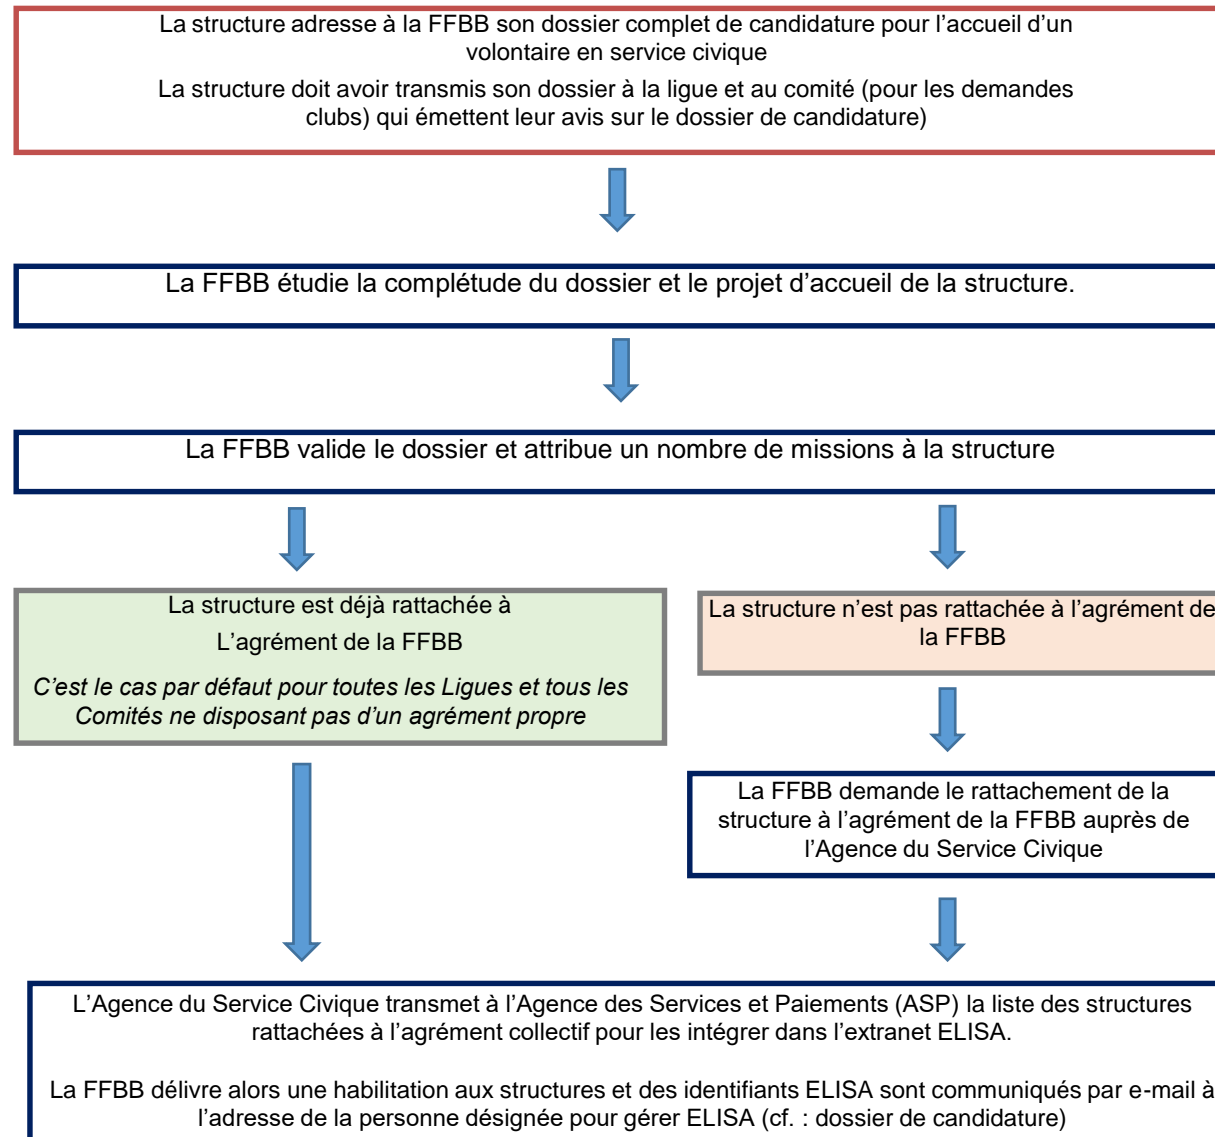 La structure adresse à la FFBB son dossier complet de candidature pour l’accueil d’un
volontaire en service civique
La structure doit avoir transmis son dossier à la ligue et au comité (pour les demandes
clubs) qui émettent leur avis sur le dossier de candidature)
La FFBB étudie la complétude du dossier et le projet d’accueil de la structure.
La FFBB valide le dossier et attribue un nombre de missions à la structure
La structure est déjà rattachée à
L’agrément de la FFBB
C’est le cas par défaut pour toutes les Ligues et tous les
Comités ne disposant pas d’un agrément propre
La structure n’est pas rattachée à l’agrément de
la FFBB
La FFBB demande le rattachement de la
structure à l’agrément de la FFBB auprès de
l’Agence du Service Civique
L’Agence du Service Civique transmet à l’Agence des Services et Paiements (ASP) la liste des structures
rattachées à l’agrément collectif pour les intégrer dans l’extranet ELISA.
La FFBB délivre alors une habilitation aux structures et des identifiants ELISA sont communiqués par e-mail à
l’adresse de la personne désignée pour gérer ELISA (cf. : dossier de candidature)